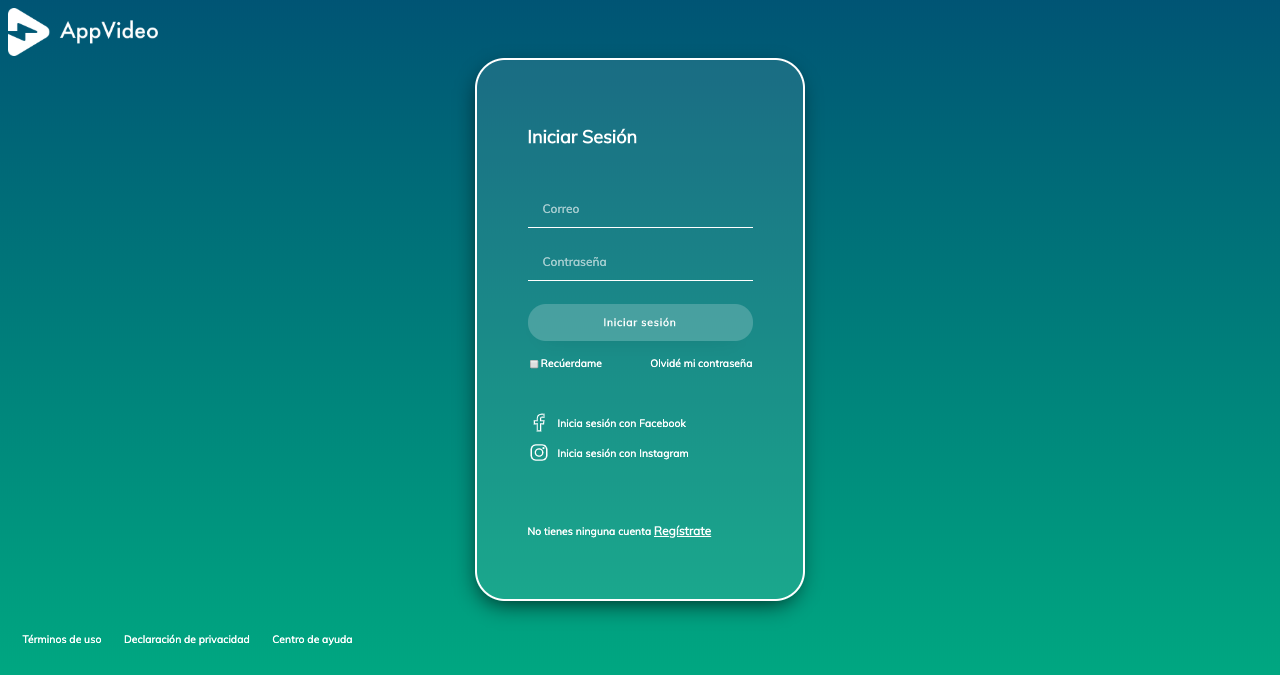 AppVideo
Iniciar Sesión
Correo
Contraseña
Iniciar sesión
Recúerdame Olvidé mi contraseña
Inicia sesión con Facebook
Inicia sesión con Instagram
No tienes ninguna cuenta Regístrate
Términos de uso Declaración de privacidad Centro de ayuda